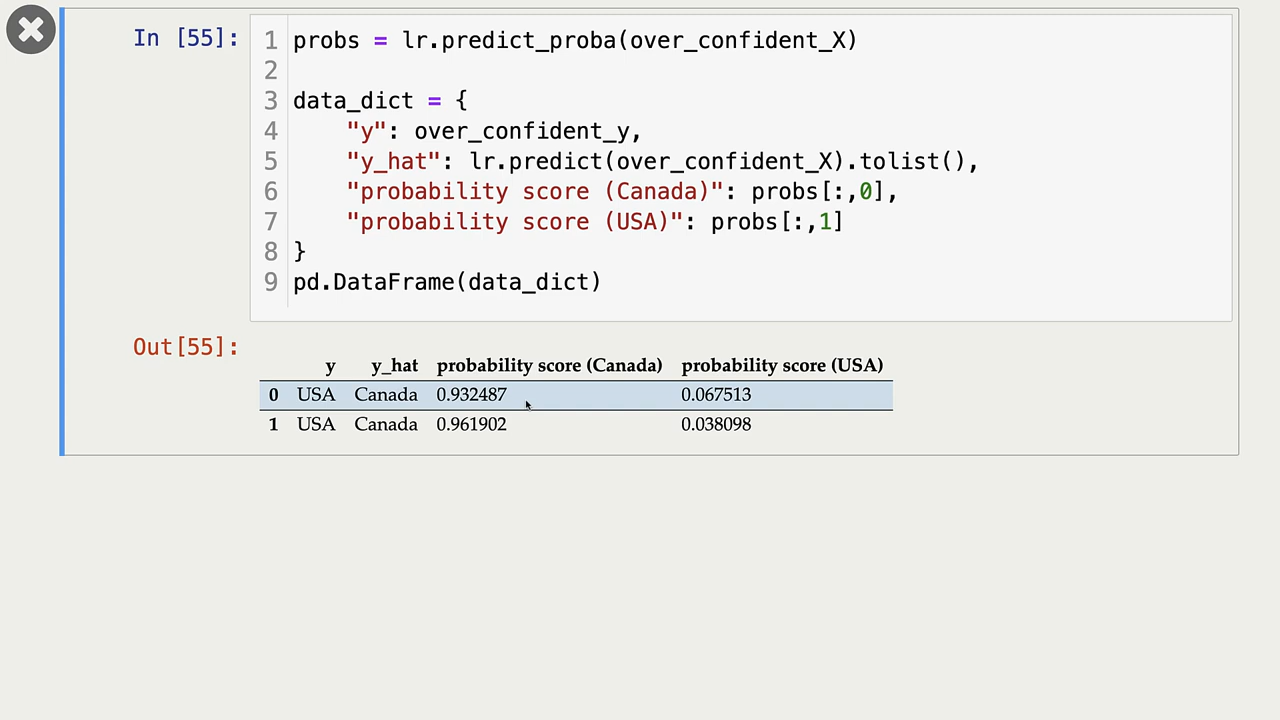 In [55]:
1 probs = lr.predict_proba(over_confident_X)
2
3 data_dict = {
4     "y": over_confident_y,
5     "y_hat": lr.predict(over_confident_X).tolist(),
6     "probability score (Canada)": probs[:,0],
7     "probability score (USA)": probs[:,1]
8 }
9 pd.DataFrame(data_dict)
Out[55]:
y y_hat probability score (Canada) probability score (USA)
0 USA Canada 0.932487 0.067513
1 USA Canada 0.961902 0.038098